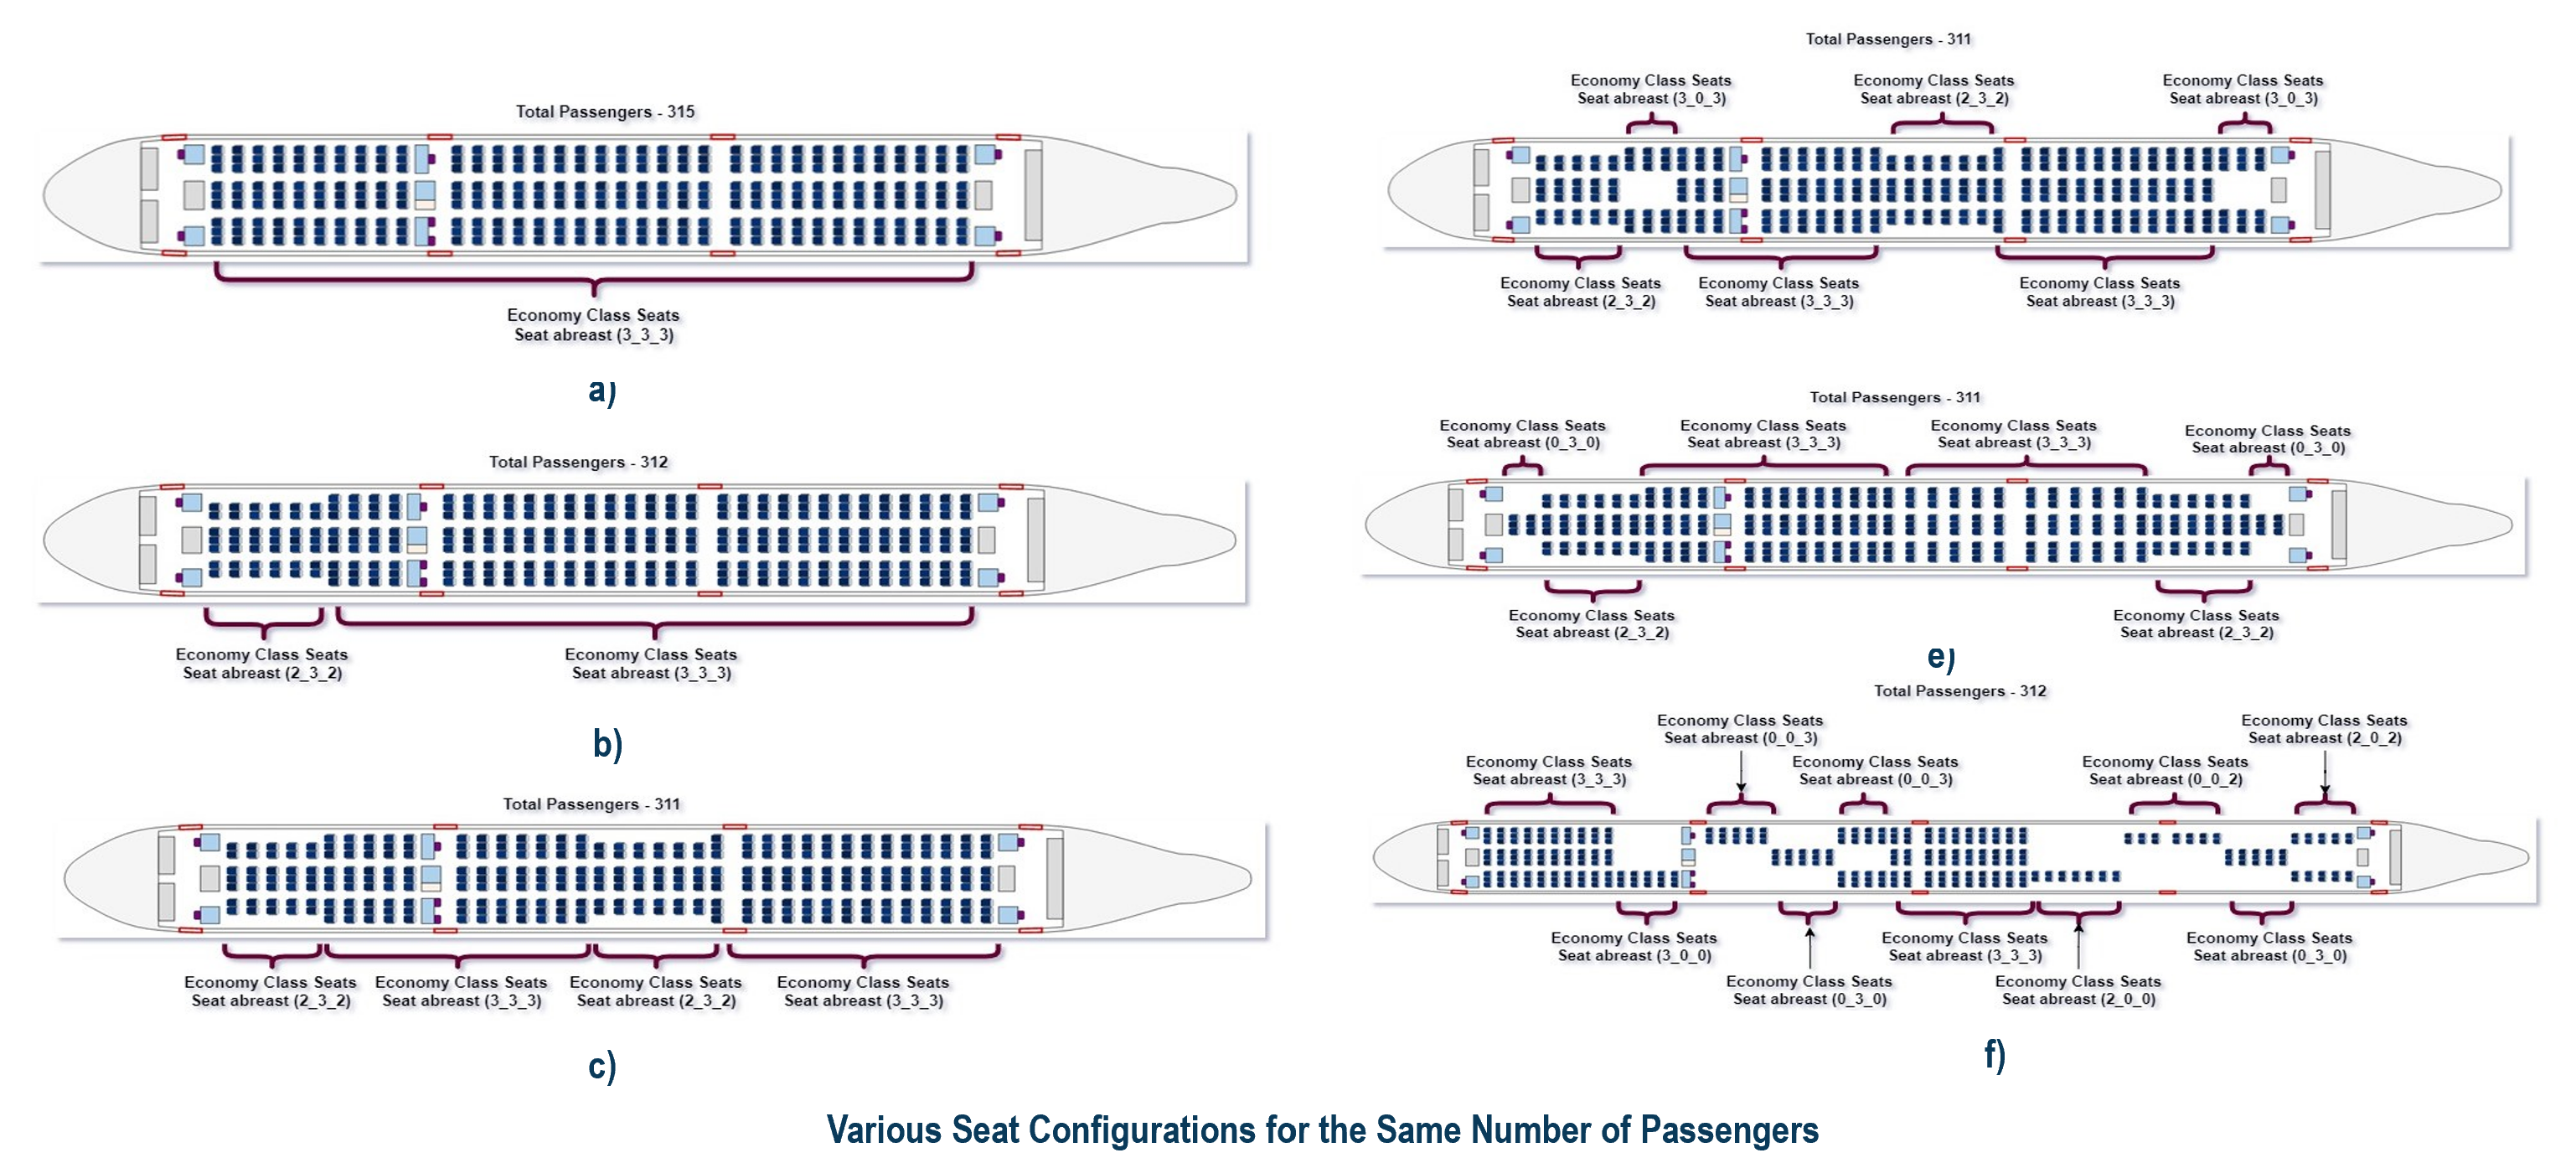 Total Passengers - 315
Economy Class Seats
Seat abreast (3_3_3)
a)
Total Passengers - 312
Economy Class Seats
Seat abreast (2_3_2)
Economy Class Seats
Seat abreast (3_3_3)
b)
Total Passengers - 311
Economy Class Seats
Seat abreast (2_3_2)
Economy Class Seats
Seat abreast (3_3_3)
Economy Class Seats
Seat abreast (2_3_2)
Economy Class Seats
Seat abreast (3_3_3)
c)
Total Passengers - 311
Economy Class Seats
Seat abreast (3_0_3)
Economy Class Seats
Seat abreast (2_3_2)
Economy Class Seats
Seat abreast (3_0_3)
Economy Class Seats
Seat abreast (2_3_2)
Economy Class Seats
Seat abreast (3_3_3)
Economy Class Seats
Seat abreast (3_3_3)
Total Passengers - 311
Economy Class Seats
Seat abreast (0_3_0)
Economy Class Seats
Seat abreast (3_3_3)
Economy Class Seats
Seat abreast (3_3_3)
Economy Class Seats
Seat abreast (0_3_0)
Economy Class Seats
Seat abreast (2_3_2)
Economy Class Seats
Seat abreast (2_3_2)
e)
Total Passengers - 312
Economy Class Seats
Seat abreast (0_0_3)
Economy Class Seats
Seat abreast (2_0_2)
Economy Class Seats
Seat abreast (3_3_3)
Economy Class Seats
Seat abreast (0_0_3)
Economy Class Seats
Seat abreast (0_0_2)
Economy Class Seats
Seat abreast (3_0_0)
Economy Class Seats
Seat abreast (3_3_3)
Economy Class Seats
Seat abreast (0_3_0)
Economy Class Seats
Seat abreast (0_3_0)
Economy Class Seats
Seat abreast (2_0_0)
f)
Various Seat Configurations for the Same Number of Passengers